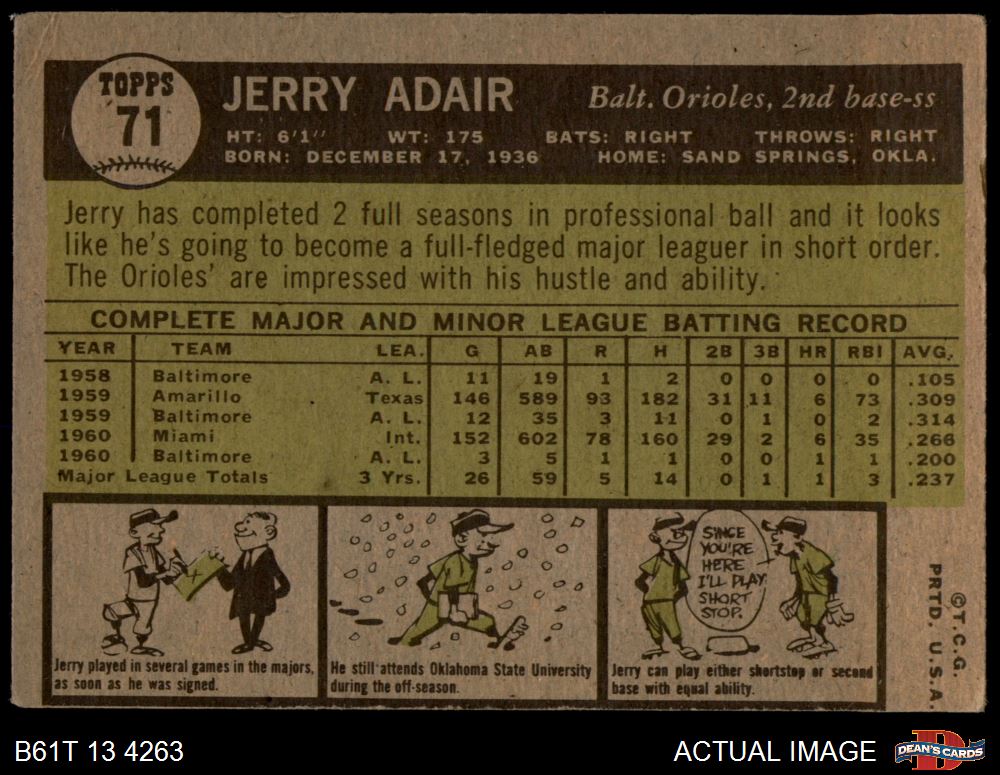 TOPPS
71
JERRY ADAIR
Balt. Orioles, 2nd base-ss
HT: 6'1" WT: 175 BATS: RIGHT THROWS: RIGHT
BORN: DECEMBER 17, 1936 HOME: SAND SPRINGS, OKLA.
Jerry has completed 2 full seasons in professional ball and it looks
like he's going to become a full-fledged major leaguer in short order.
The Orioles' are impressed with his hustle and ability.
COMPLETE MAJOR AND MINOR LEAGUE BATTING RECORD
YEAR TEAM LEA. G AB R H 2B 3B HR RBI AVG.
1958 Baltimore A. L. 11 19 1 2 0 0 0 0 .105
1959 Amarillo Texas 146 589 93 182 31 11 6 73 .309
1959 Baltimore A. L. 12 35 3 11 0 1 0 2 .314
1960 Miami Int. 152 602 78 160 29 2 6 35 .266
1960 Baltimore A. L. 3 5 1 1 0 0 1 1 .200
Major League Totals 3 Yrs. 26 59 5 14 0 1 1 3 .237
X
SINCE
YOU'RE
HERE
I'LL PLAY
SHORT
STOP.
Jerry played in several games in the majors,
as soon as he was signed.
He still attends Oklahoma State University
during the off-season.
Jerry can play either shortstop or second
base with equal ability.
©T.C.G.
PRTD. U.S.A.
B61T 13 4263
ACTUAL IMAGE
DEAN'S CARDS